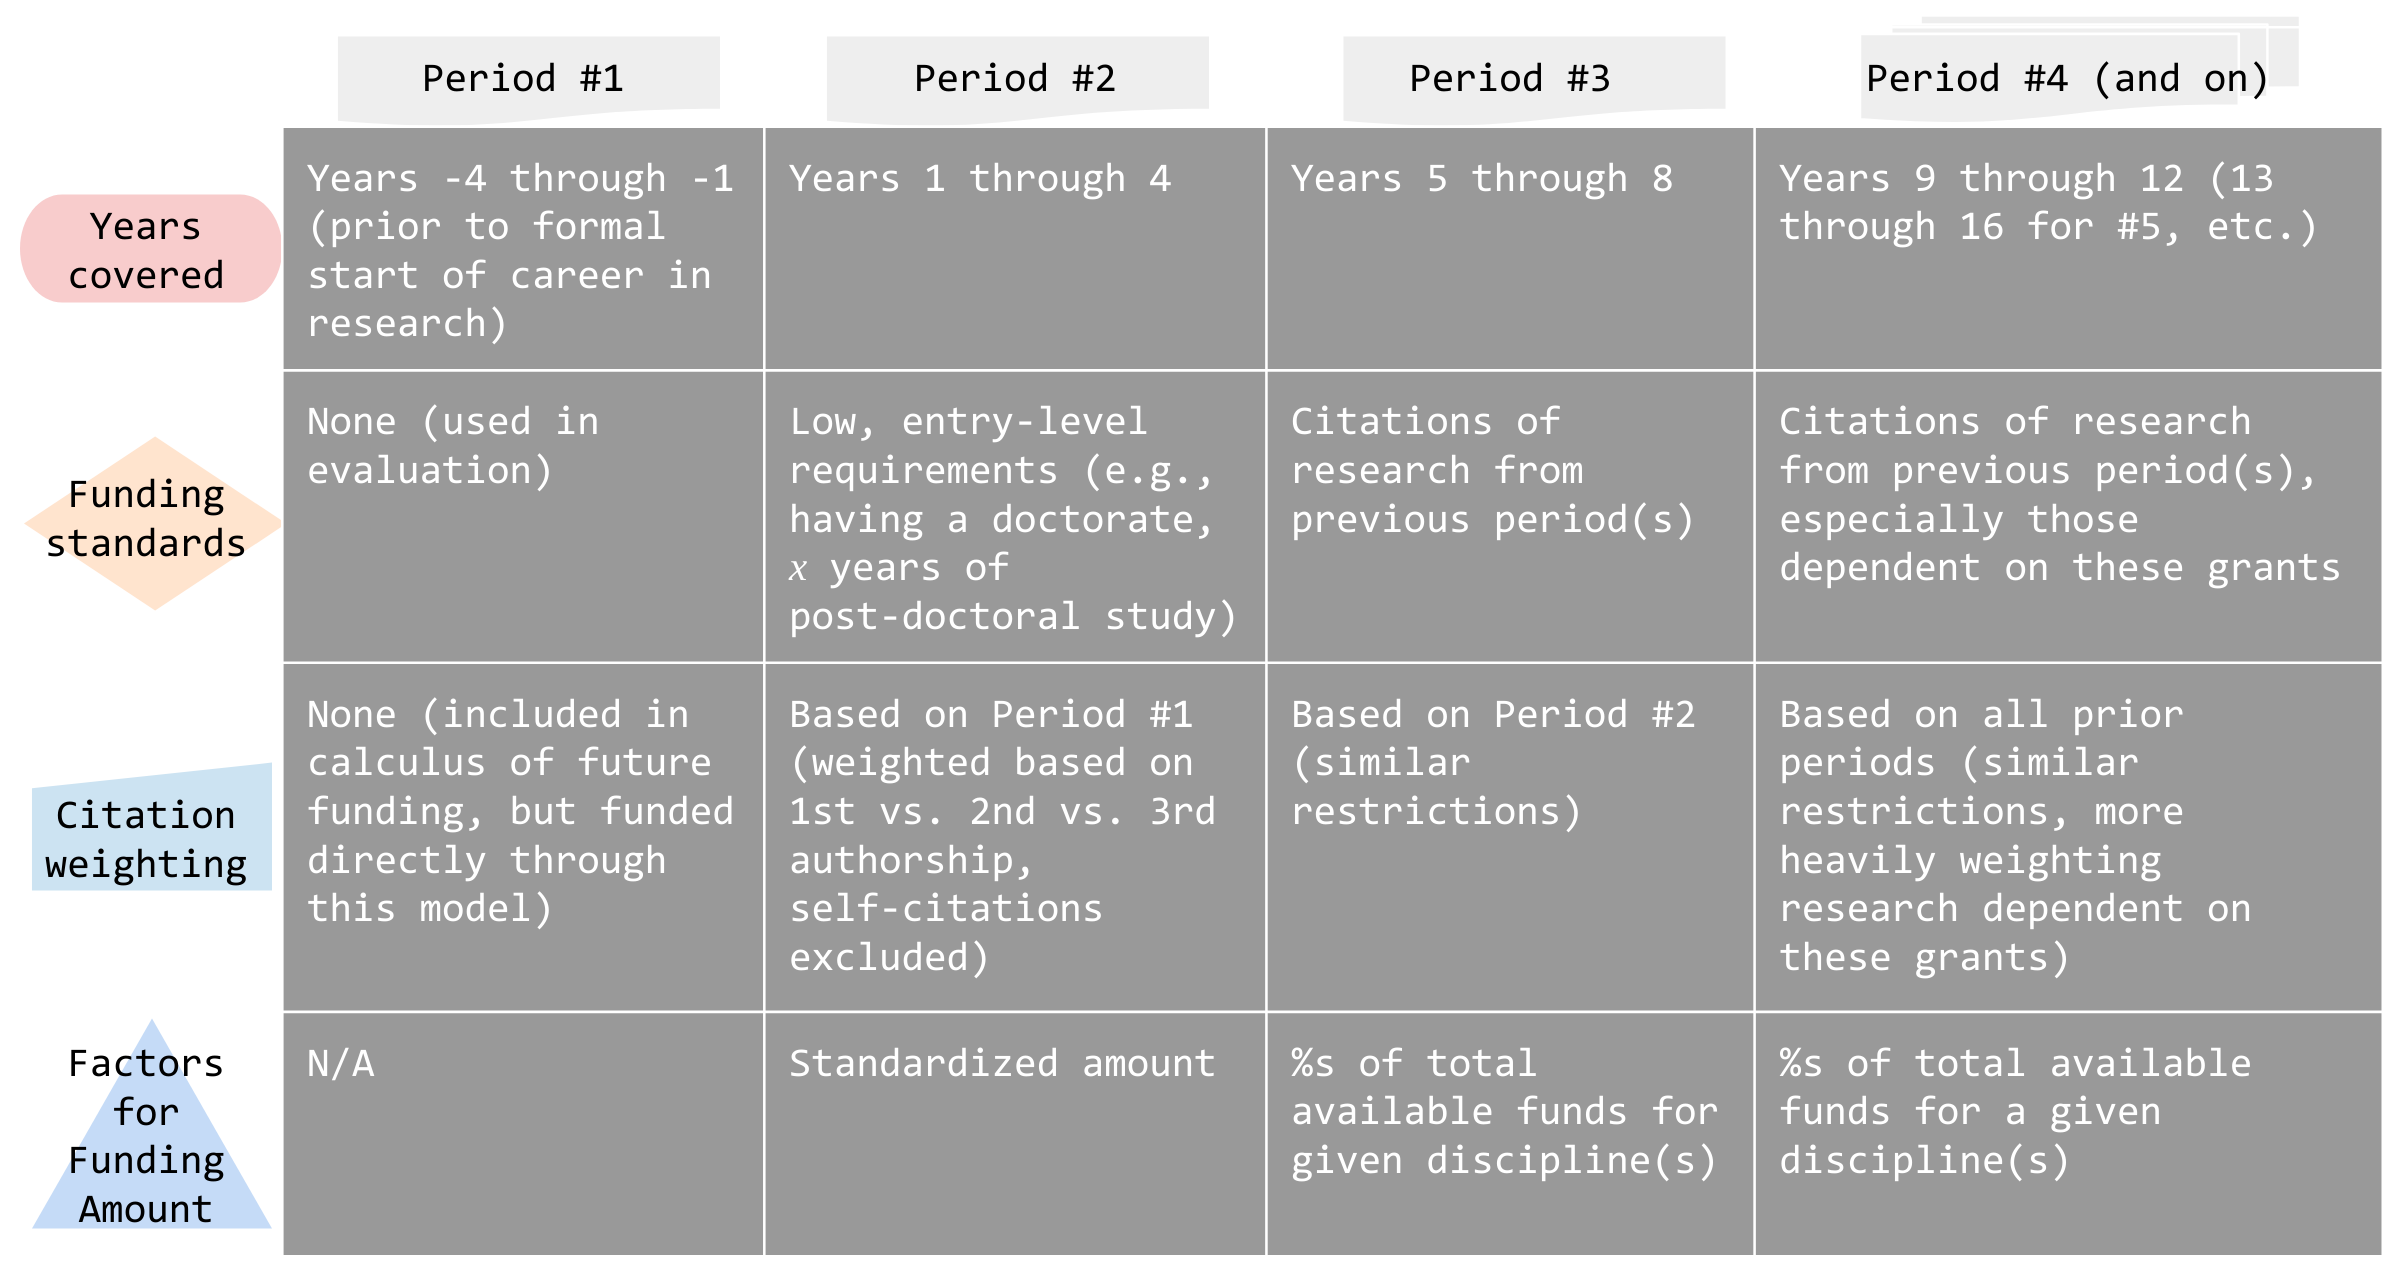 Period #1
Period #2
Period #3
Period #4 (and on)
Years
covered
Years -4 through -1
(prior to formal
start of career in
research)
Years 1 through 4
Years 5 through 8
Years 9 through 12 (13
through 16 for #5, etc.)
Funding
standards
None (used in
evaluation)
Low, entry-level
requirements (e.g.,
having a doctorate,
x years of
post-doctoral study)
Citations of
research from
previous period(s)
Citations of research
from previous period(s),
especially those
dependent on these grants
Citation
weighting
None (included in
calculus of future
funding, but funded
directly through
this model)
Based on Period #1
(weighted based on
1st vs. 2nd vs. 3rd
authorship,
self-citations
excluded)
Based on Period #2
(similar
restrictions)
Based on all prior
periods (similar
restrictions, more
heavily weighting
research dependent on
these grants)
Factors
for
Funding
Amount
N/A
Standardized amount
%s of total
available funds for
given discipline(s)
%s of total available
funds for a given
discipline(s)